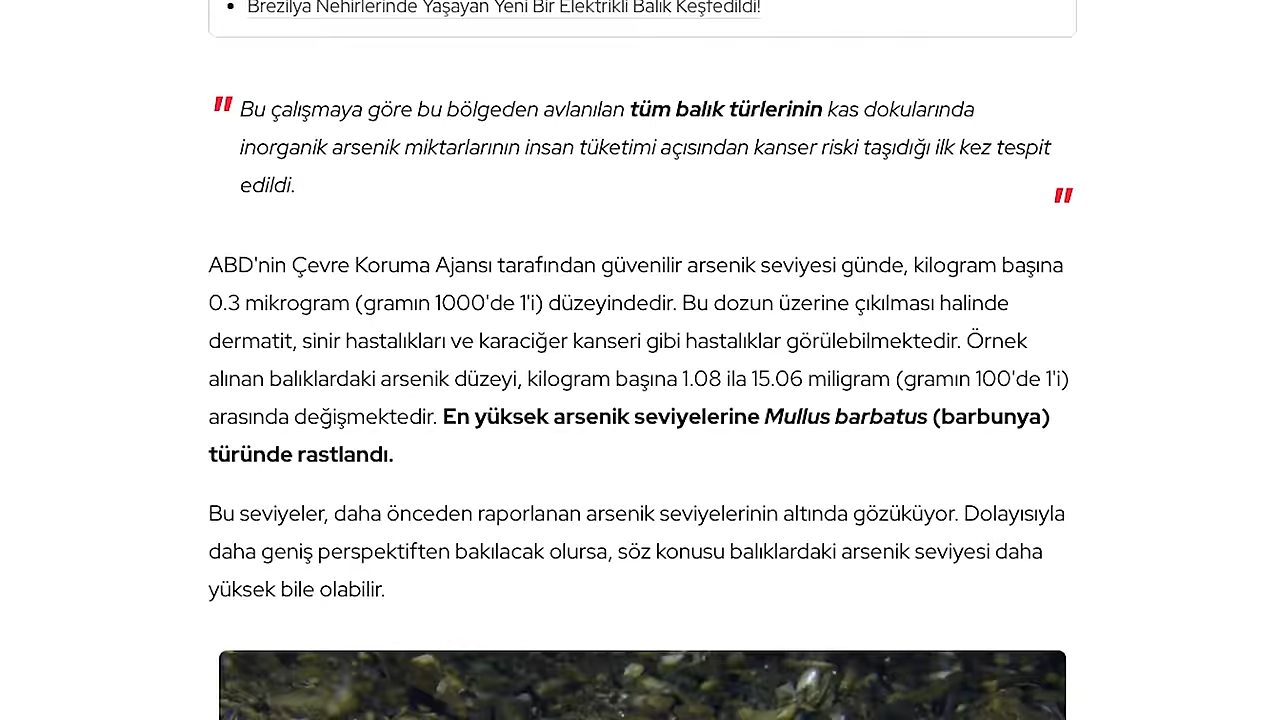 Brezilya Nehirlerinde Yaşayan Yeni Bir Elektrikli Balık Keşfedildi!
" Bu çalışmaya göre bu bölgeden avlanılan tüm balık türlerinin kas dokularında
inorganik arsenik miktarlarının insan tüketimi açısından kanser riski taşıdığı ilk kez tespit
edildi. "
ABD'nin Çevre Koruma Ajansı tarafından güvenilir arsenik seviyesi günde, kilogram başına
0.3 mikrogram (gramın 1000'de 1'i) düzeyindedir. Bu dozun üzerine çıkılması halinde
dermatit, sinir hastalıkları ve karaciğer kanseri gibi hastalıklar görülebilmektedir. Örnek
alınan balıklardaki arsenik düzeyi, kilogram başına 1.08 ila 15.06 miligram (gramın 100'de 1'i)
arasında değişmektedir. En yüksek arsenik seviyelerine Mullus barbatus (barbunya)
türünde rastlandı.
Bu seviyeler, daha önceden raporlanan arsenik seviyelerinin altında gözüküyor. Dolayısıyla
daha geniş perspektiften bakılacak olursa, söz konusu balıklardaki arsenik seviyesi daha
yüksek bile olabilir.